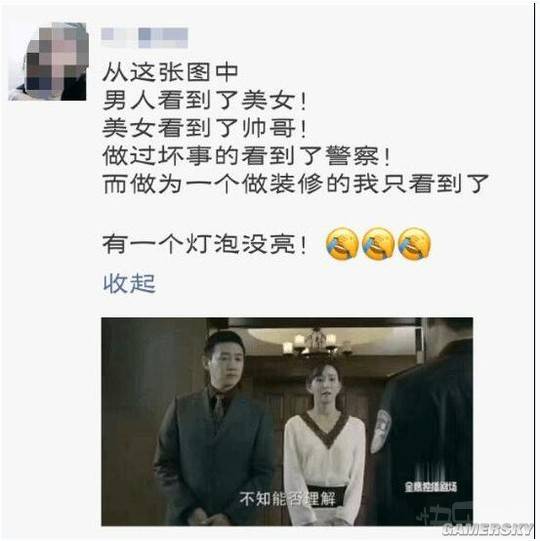 从这张图中
男人看到了美女！
美女看到了帅哥！
做过坏事的看到了警察！
而做为一个做装修的我只看到了
有一个灯泡没亮！
收起
不知能否理解
GAMERSKY